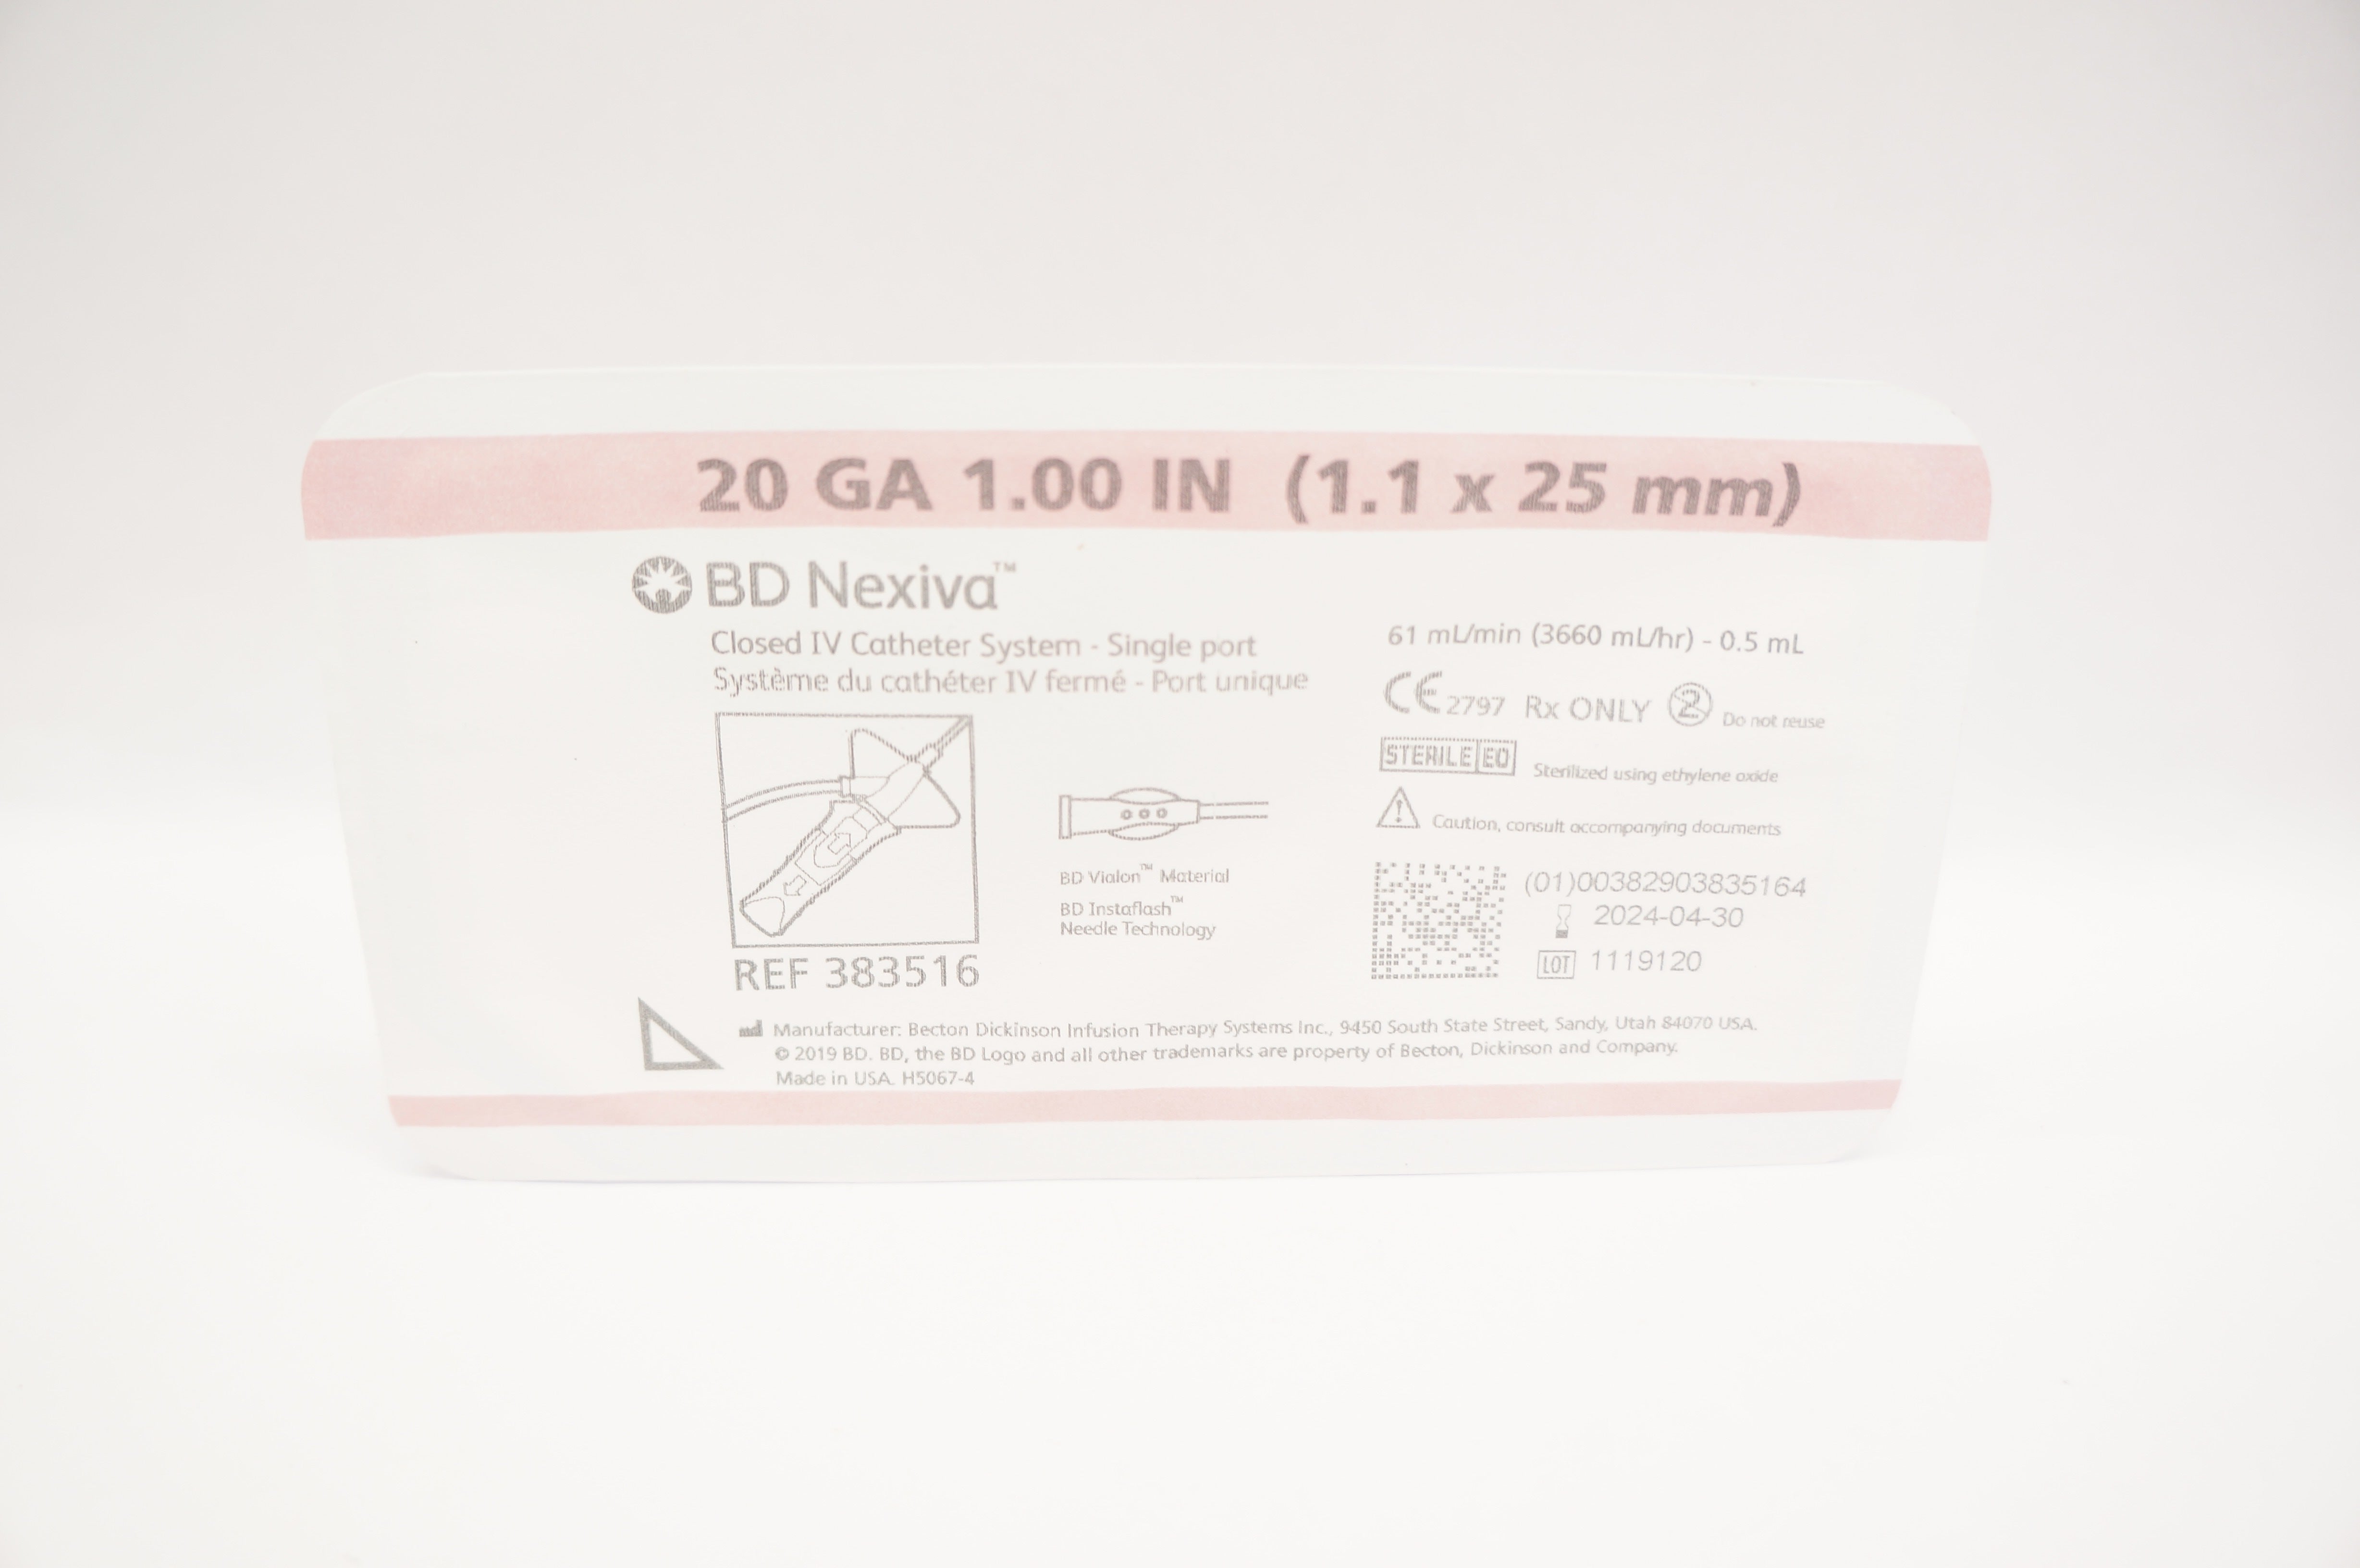 20 GA 1.00 IN (1.1 x 25 mm)
BD Nexiva™
Closed IV Catheter System - Single port
Système du cathéter IV fermé - Port unique
BD Vialon™ Material
BD Instaflash™
Needle Technology
REF 383516
61 mL/min (3660 mL/hr) - 0.5 mL
CE 2797 Rx ONLY 2 Do not reuse
STERILE EO Sterilized using ethylene oxide
! Caution, consult accompanying documents
(01)00382903835164
2024-04-30
LOT 1119120
Manufacturer: Becton Dickinson Infusion Therapy Systems Inc., 9450 South State Street, Sandy, Utah 84070 USA.
© 2019 BD. BD, the BD Logo and all other trademarks are property of Becton, Dickinson and Company.
Made in USA. H5067-4